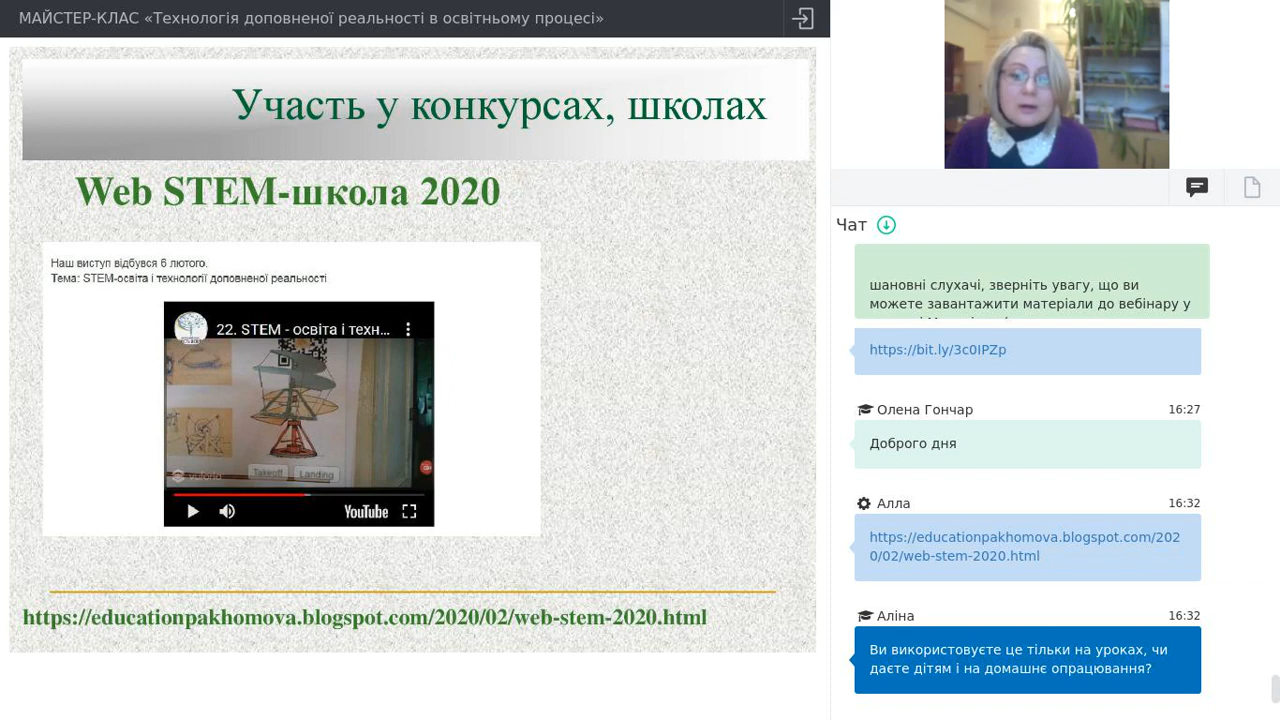 МАЙСТЕР-КЛАС «Технологія доповненої реальності в освітньому процесі»
Участь у конкурсах, школах
Web STEM-школа 2020
Наш виступ відбувся 6 лютого.
Тема: STEM-освіта і технології доповненої реальності
22. STEM - освіта і техн...
Takeoff
Landing
YouTube
https://educationpakhomova.blogspot.com/2020/02/web-stem-2020.html
Чат
шановні слухачі, зверніть увагу, що ви
можете завантажити матеріали до вебінару у
https://bit.ly/3c0IPZp
Олена Гончар 16:27
Доброго дня
Алла 16:32
https://educationpakhomova.blogspot.com/202
0/02/web-stem-2020.html
Аліна 16:32
Ви використовуєте це тільки на уроках, чи
даєте дітям і на домашнє опрацювання?